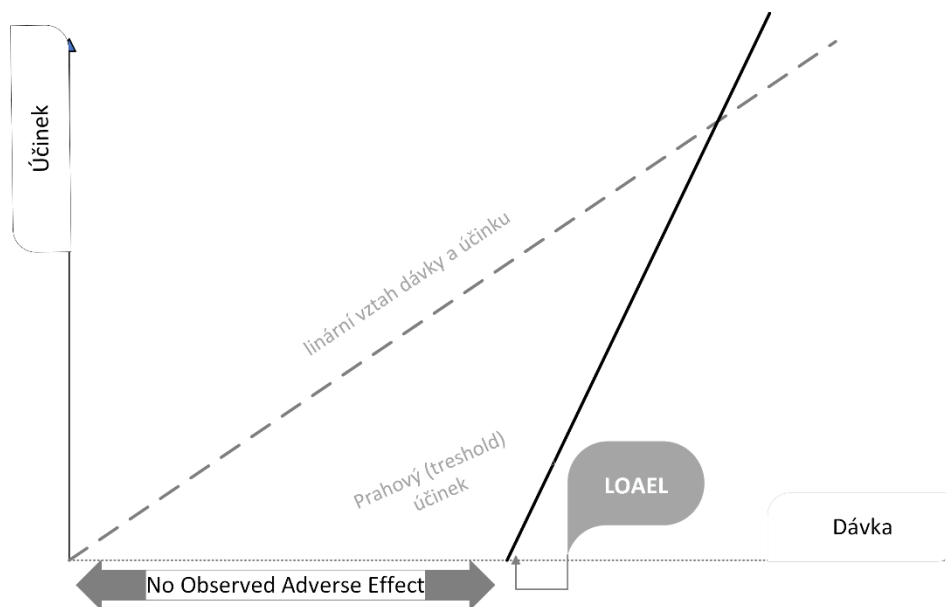 Účinek
linární vztah dávky a účinku
Prahový (treshold)
účinek
LOAEL
Dávka
No Observed Adverse Effect